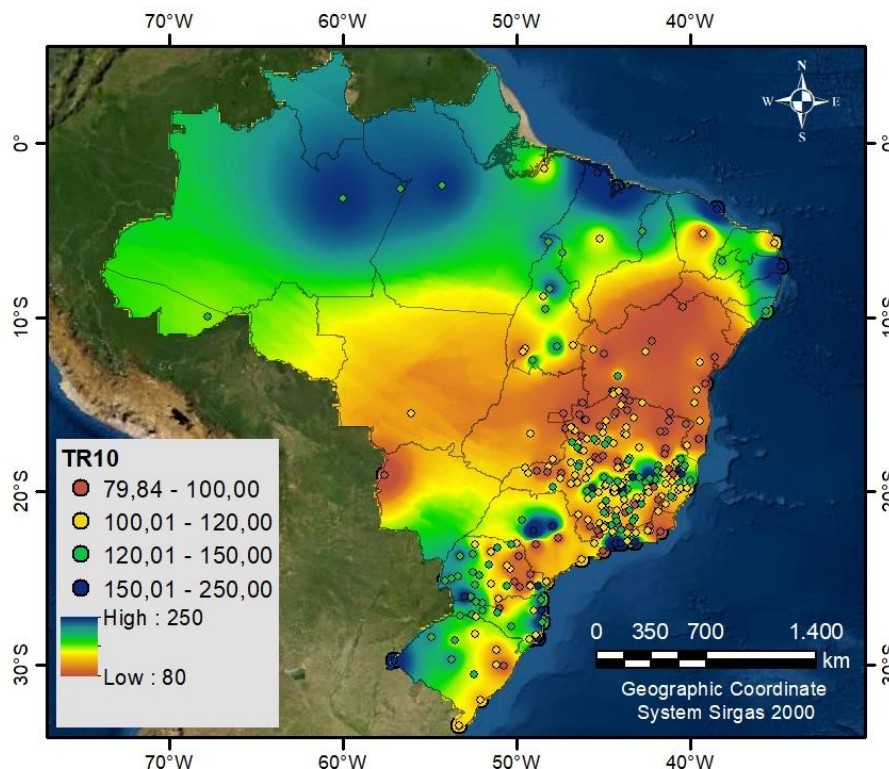 70°W 60°W 50°W 40°W
N
W E
S
0° 0°
10°S 10°S
20°S 20°S
30°S 30°S
TR10
79,84 - 100,00
100,01 - 120,00
120,01 - 150,00
150,01 - 250,00
High : 250
Low : 80
0 350 700 1.400
km
Geographic Coordinate
System Sirgas 2000
70°W 60°W 50°W 40°W